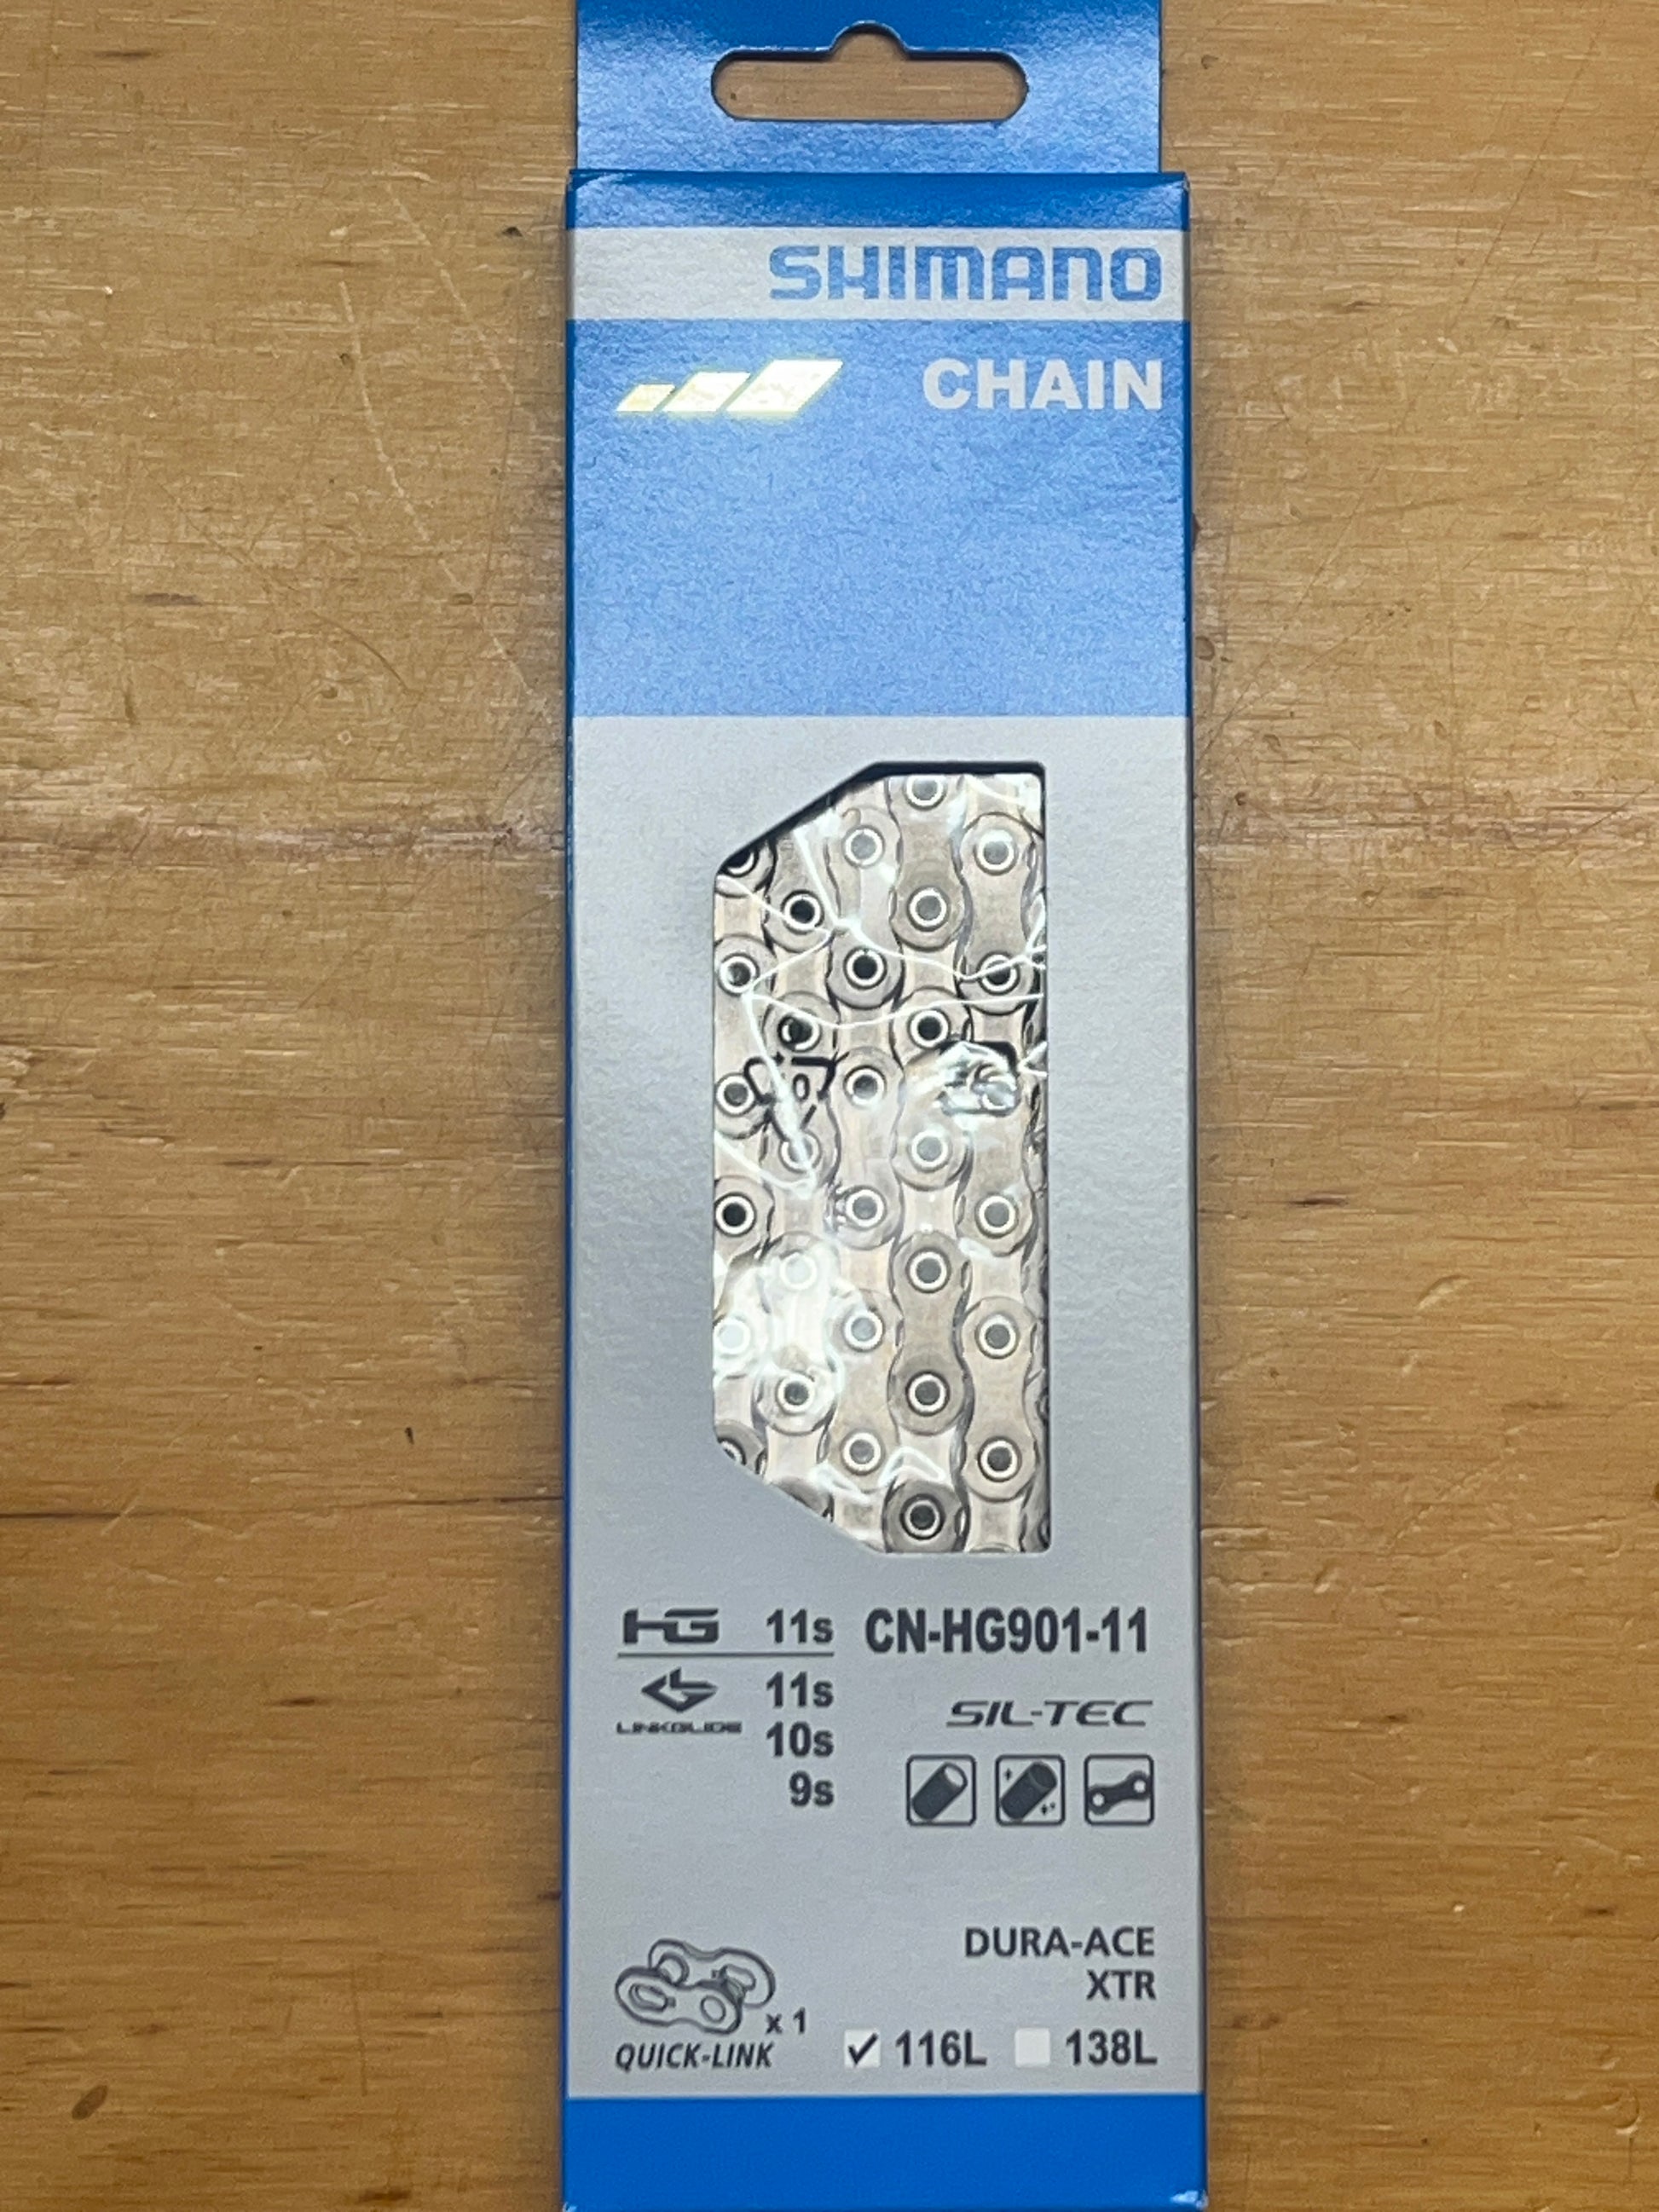 SHIMANO
CHAIN
HG 11s CN-HG901-11
LINKGLIDE 11s
10s
9s
SIL-TEC
DURA-ACE
XTR
x 1
QUICK-LINK
116L 138L